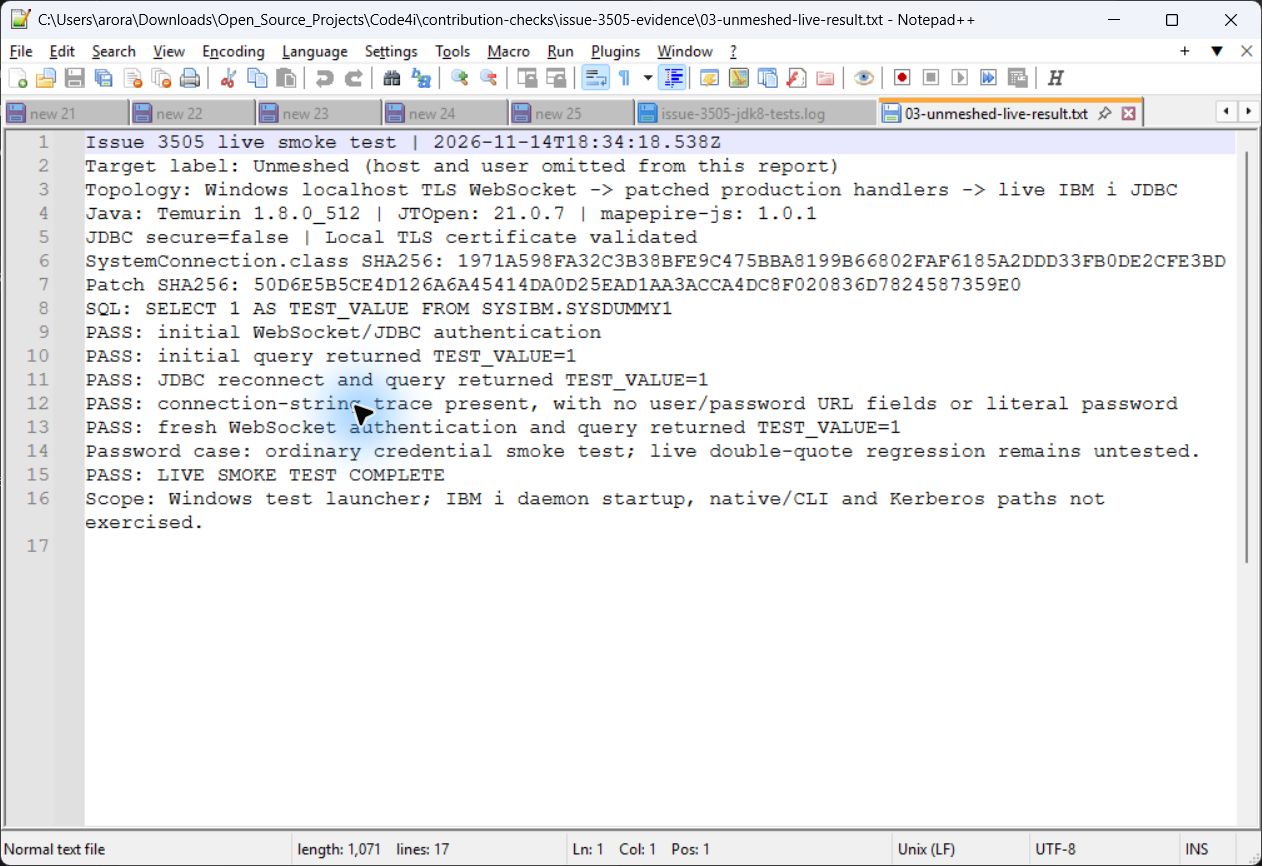 C:\Users\arora\Downloads\Open_Source_Projects\Code4i\contribution-checks\issue-3505-evidence\03-unmeshed-live-result.txt - Notepad++
File Edit Search View Encoding Language Settings Tools Macro Run Plugins Window ?
new 21 new 22 new 23 new 24 new 25 issue-3505-jdk8-tests.log 03-unmeshed-live-result.txt
1 Issue 3505 live smoke test | 2026-11-14T18:34:18.538Z
2 Target label: Unmeshed (host and user omitted from this report)
3 Topology: Windows localhost TLS WebSocket -> patched production handlers -> live IBM i JDBC
4 Java: Temurin 1.8.0_512 | JTOpen: 21.0.7 | mapepire-js: 1.0.1
5 JDBC secure=false | Local TLS certificate validated
6 SystemConnection.class SHA256: 1971A598FA32C3B38BFE9C475BBA8199B66802FAF6185A2DDD33FB0DE2CFE3BD
7 Patch SHA256: 50D6E5B5CE4D126A6A45414DA0D25EAD1AA3ACCA4DC8F020836D7824587359E0
8 SQL: SELECT 1 AS TEST_VALUE FROM SYSIBM.SYSDUMMY1
9 PASS: initial WebSocket/JDBC authentication
10 PASS: initial query returned TEST_VALUE=1
11 PASS: JDBC reconnect and query returned TEST_VALUE=1
12 PASS: connection-string trace present, with no user/password URL fields or literal password
13 PASS: fresh WebSocket authentication and query returned TEST_VALUE=1
14 Password case: ordinary credential smoke test; live double-quote regression remains untested.
15 PASS: LIVE SMOKE TEST COMPLETE
16 Scope: Windows test launcher; IBM i daemon startup, native/CLI and Kerberos paths not
exercised.
17
Normal text file length: 1,071 lines: 17 Ln: 1 Col: 1 Pos: 1 Unix (LF) UTF-8 INS